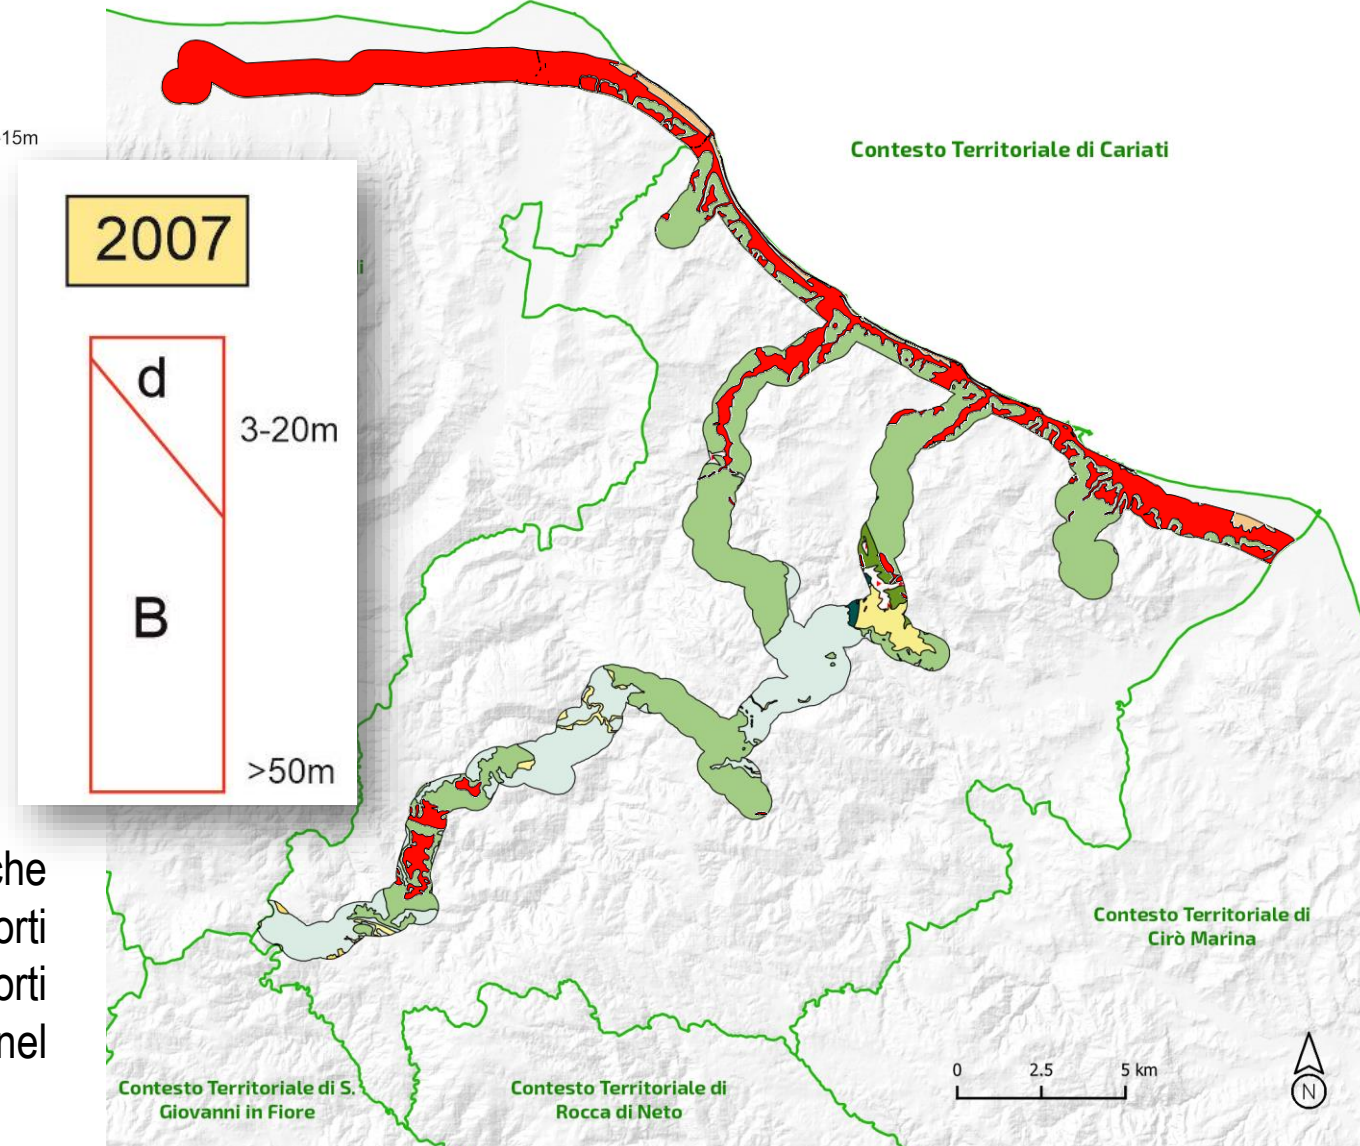 15m
2007
d
3-20m
B
>50m
Contesto Territoriale di Cariati
i
che
orti
orti
nel
Contesto Territoriale di
Cirò Marina
Contesto Territoriale di S.
Giovanni in Fiore
Contesto Territoriale di
Rocca di Neto
0 2.5 5 km
N